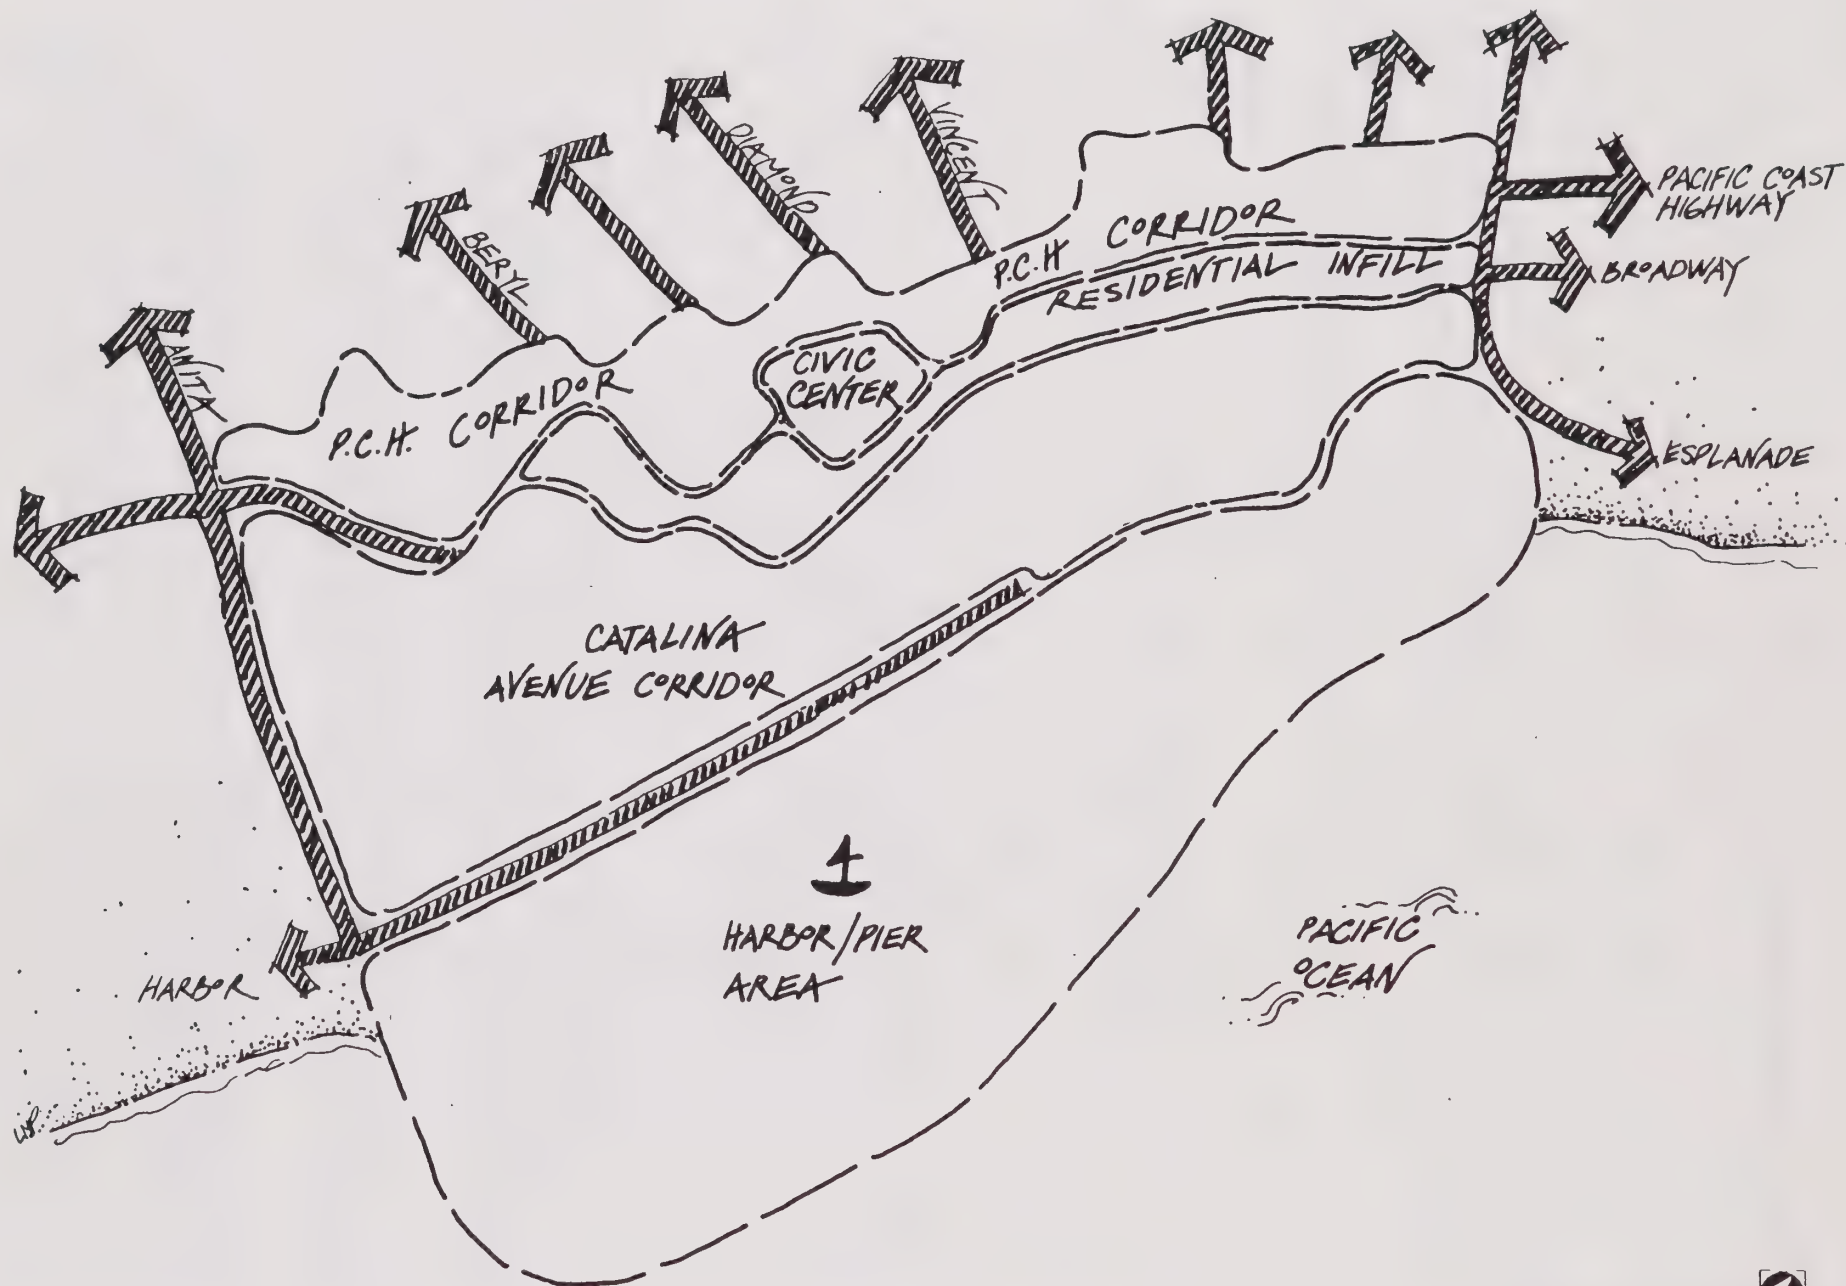 VINCENT
DIAMOND
PACIFIC COAST
HIGHWAY
BERYL
P.C.H CORRIDOR
RESIDENTIAL INFILL
BROADWAY
ANITA
CIVIC
CENTER
P.C.H. CORRIDOR
ESPLANADE
CATALINA
AVENUE CORRIDOR
HARBOR/PIER
AREA
PACIFIC
OCEAN
HARBOR